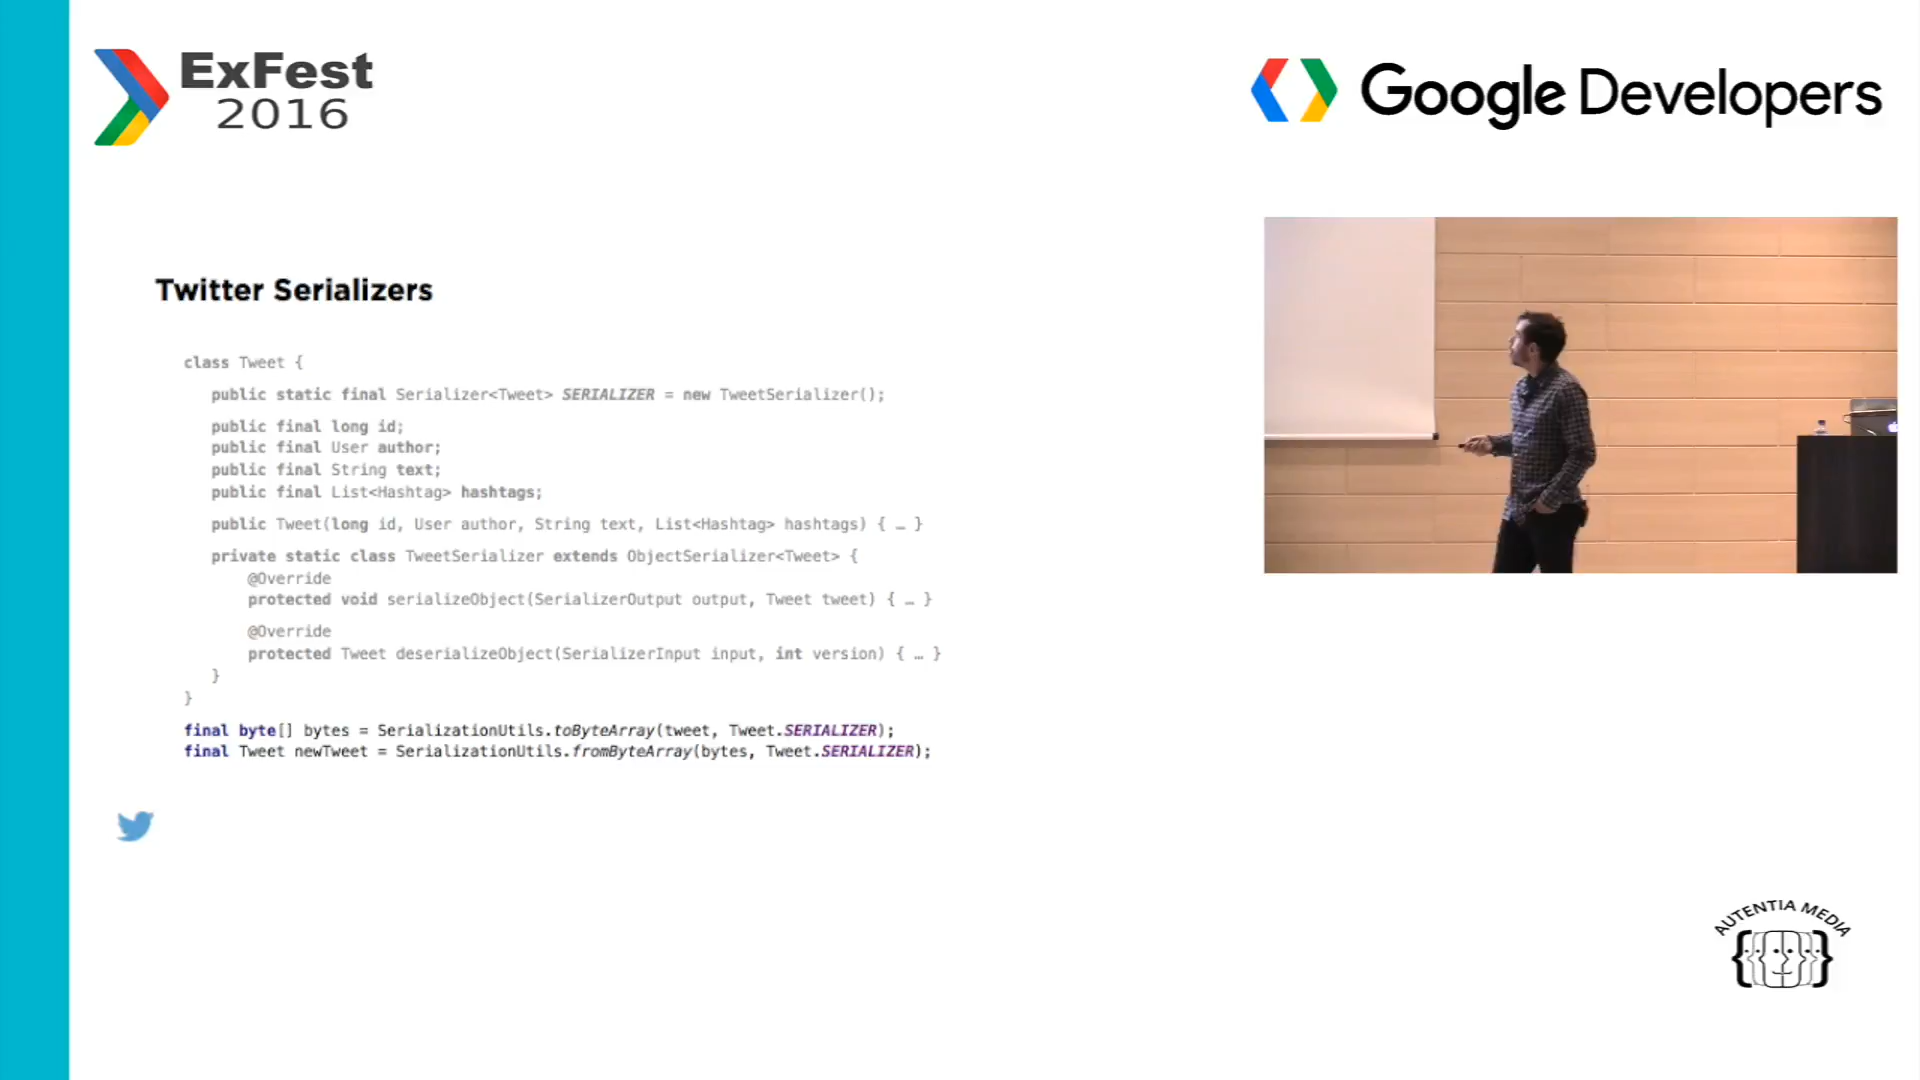 ExFest
2016
Google Developers
Twitter Serializers
class Tweet {
public static final Serializer<Tweet> SERIALIZER = new TweetSerializer();
public final long id;
public final User author;
public final String text;
public final List<Hashtag> hashtags;
public Tweet(long id, User author, String text, List<Hashtag> hashtags) { … }
private static class TweetSerializer extends ObjectSerializer<Tweet> {
@Override
protected void serializeObject(SerializerOutput output, Tweet tweet) { … }
@Override
protected Tweet deserializeObject(SerializerInput input, int version) { … }
}
}
final byte[] bytes = SerializationUtils.toByteArray(tweet, Tweet.SERIALIZER);
final Tweet newTweet = SerializationUtils.fromByteArray(bytes, Tweet.SERIALIZER);
AUTENTIA MEDIA